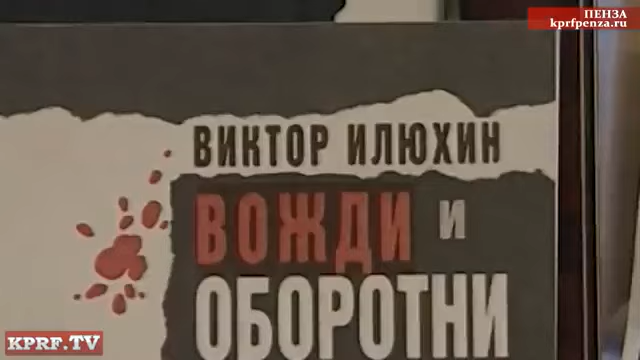 ПЕНЗА
kprfpenza.ru
ВИКТОР ИЛЮХИН
ВОЖДИ И
ОБОРОТНИ
KPRF.TV